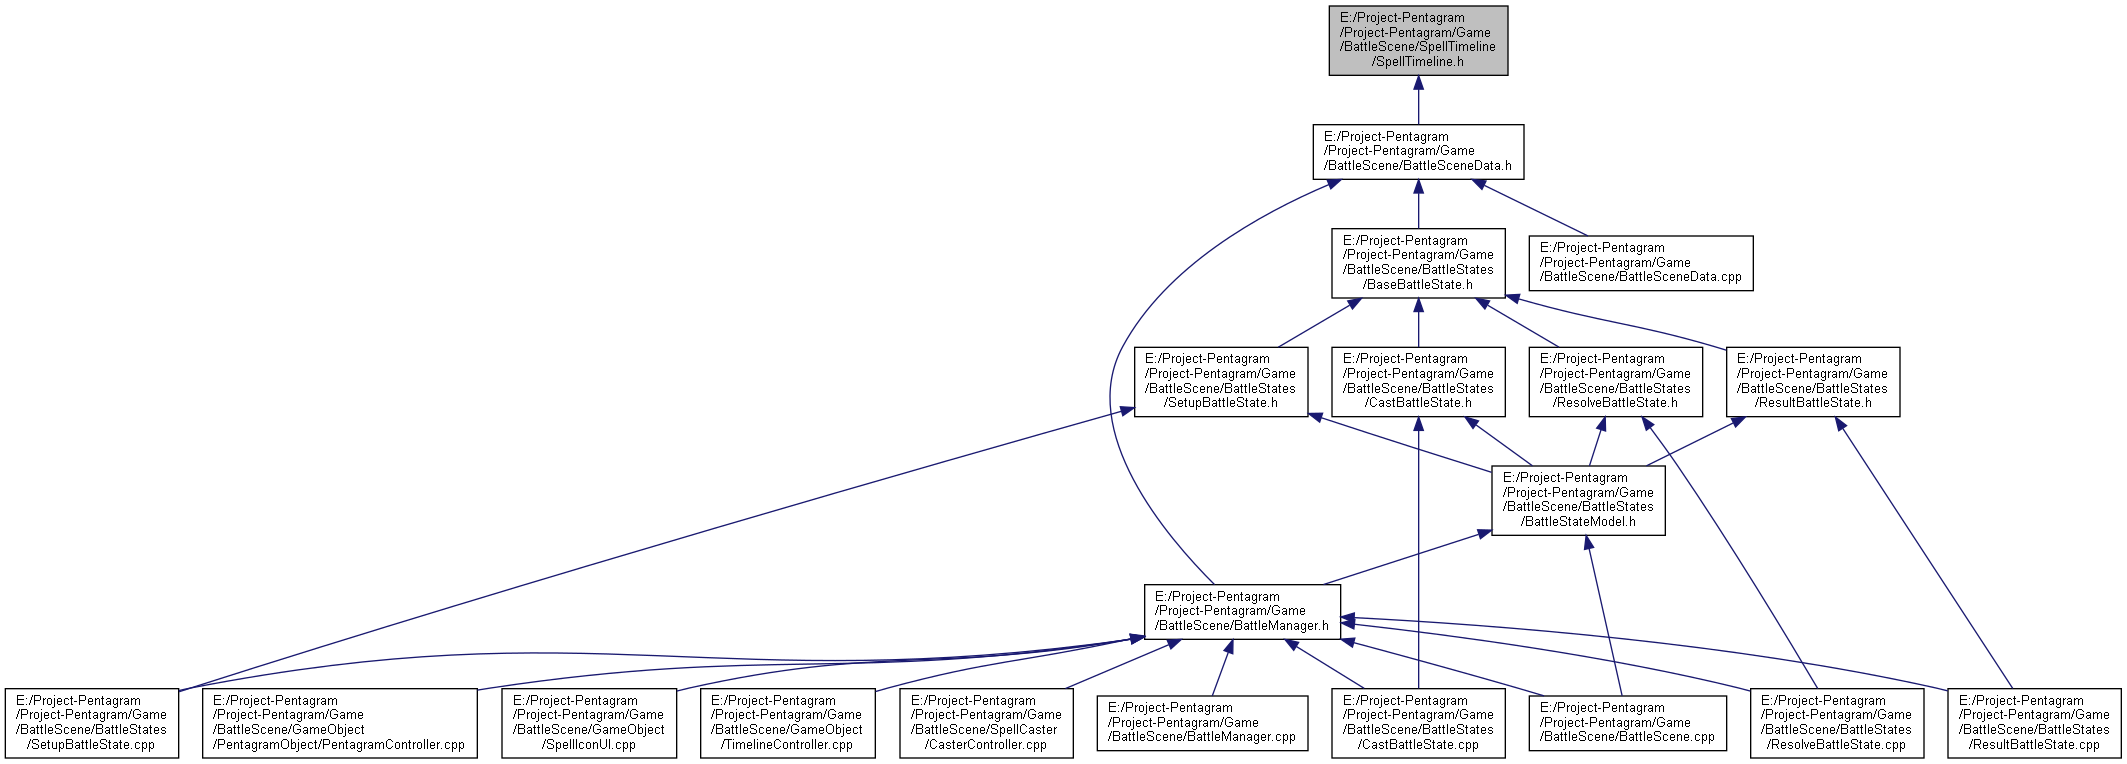 E:/Project-Pentagram
/Project-Pentagram/Game
/BattleScene/SpellTimeline
/SpellTimeline.h
E:/Project-Pentagram
/Project-Pentagram/Game
/BattleScene/BattleSceneData.h
E:/Project-Pentagram
/Project-Pentagram/Game
/BattleScene/BattleStates
/BaseBattleState.h
E:/Project-Pentagram
/Project-Pentagram/Game
/BattleScene/BattleSceneData.cpp
E:/Project-Pentagram
/Project-Pentagram/Game
/BattleScene/BattleStates
/SetupBattleState.h
E:/Project-Pentagram
/Project-Pentagram/Game
/BattleScene/BattleStates
/CastBattleState.h
E:/Project-Pentagram
/Project-Pentagram/Game
/BattleScene/BattleStates
/ResolveBattleState.h
E:/Project-Pentagram
/Project-Pentagram/Game
/BattleScene/BattleStates
/ResultBattleState.h
E:/Project-Pentagram
/Project-Pentagram/Game
/BattleScene/BattleStates
/BattleStateModel.h
E:/Project-Pentagram
/Project-Pentagram/Game
/BattleScene/BattleManager.h
E:/Project-Pentagram
/Project-Pentagram/Game
/BattleScene/BattleStates
/SetupBattleState.cpp
E:/Project-Pentagram
/Project-Pentagram/Game
/BattleScene/GameObject
/PentagramObject/PentagramController.cpp
E:/Project-Pentagram
/Project-Pentagram/Game
/BattleScene/GameObject
/SpellIconUI.cpp
E:/Project-Pentagram
/Project-Pentagram/Game
/BattleScene/GameObject
/TimelineController.cpp
E:/Project-Pentagram
/Project-Pentagram/Game
/BattleScene/SpellCaster
/CasterController.cpp
E:/Project-Pentagram
/Project-Pentagram/Game
/BattleScene/BattleManager.cpp
E:/Project-Pentagram
/Project-Pentagram/Game
/BattleScene/BattleStates
/CastBattleState.cpp
E:/Project-Pentagram
/Project-Pentagram/Game
/BattleScene/BattleScene.cpp
E:/Project-Pentagram
/Project-Pentagram/Game
/BattleScene/BattleStates
/ResolveBattleState.cpp
E:/Project-Pentagram
/Project-Pentagram/Game
/BattleScene/BattleStates
/ResultBattleState.cpp